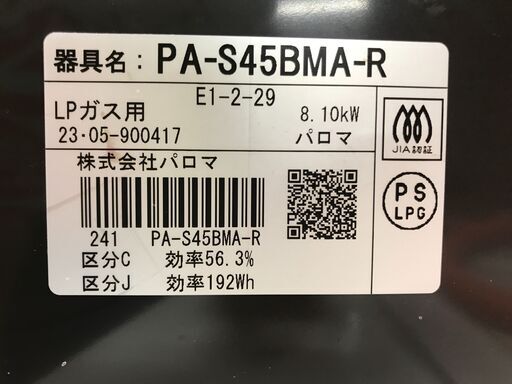 器具名：PA-S45BMA-R
E1-2-29
LPガス用 8.10kW
23・05-900417 パロマ
株式会社パロマ
241 PA-S45BMA-R
区分C 効率56.3%
区分J 効率192Wh
JIA認証
PS
LPG